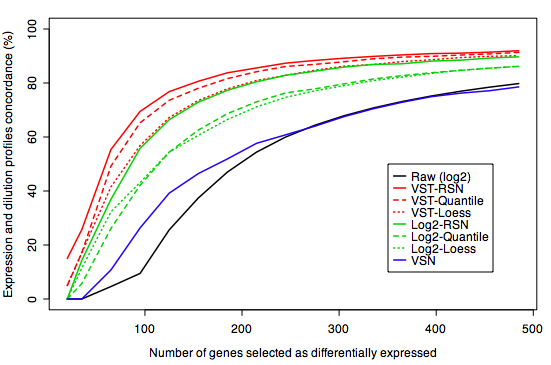 Expression and dilution profiles concordance (%)
100
80
60
40
20
0
Raw (log2)
VST-RSN
VST-Quantile
VST-Loess
Log2-RSN
Log2-Quantile
Log2-Loess
VSN
100 200 300 400 500
Number of genes selected as differentially expressed